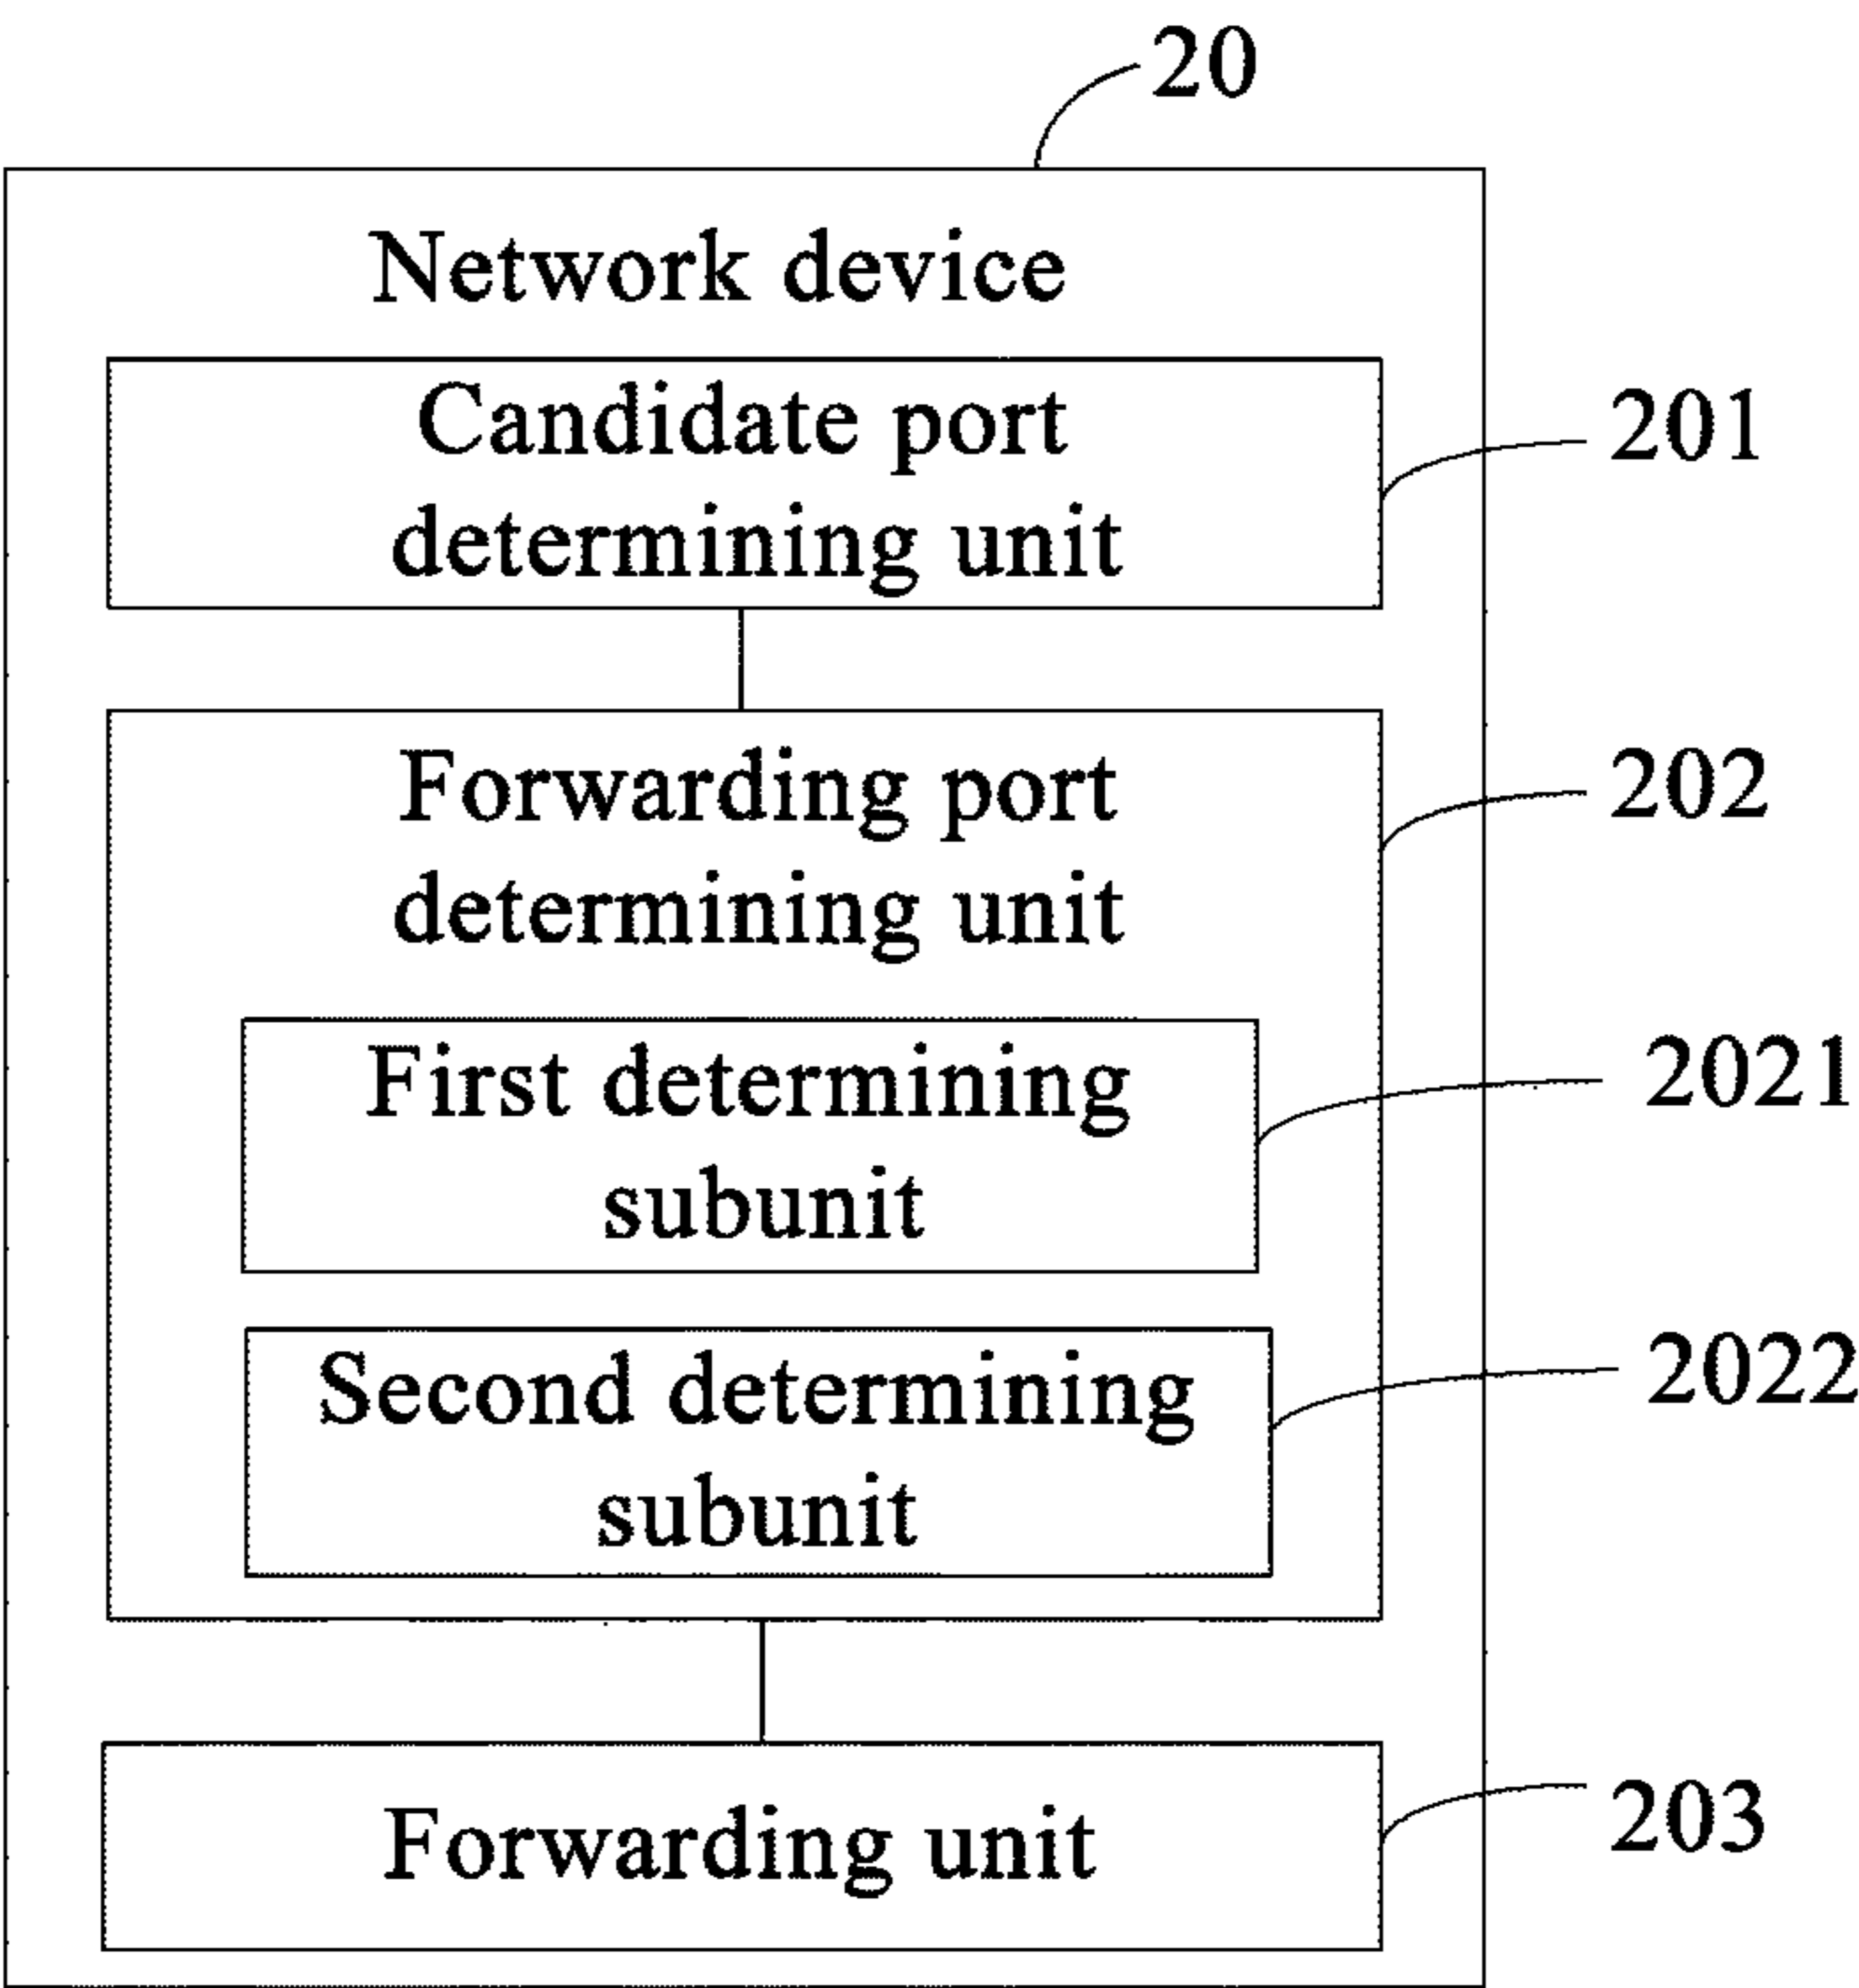 20
Network device
Candidate port
determining unit
201
Forwarding port
determining unit
202
First determining
subunit
2021
Second determining
subunit
2022
Forwarding unit
203